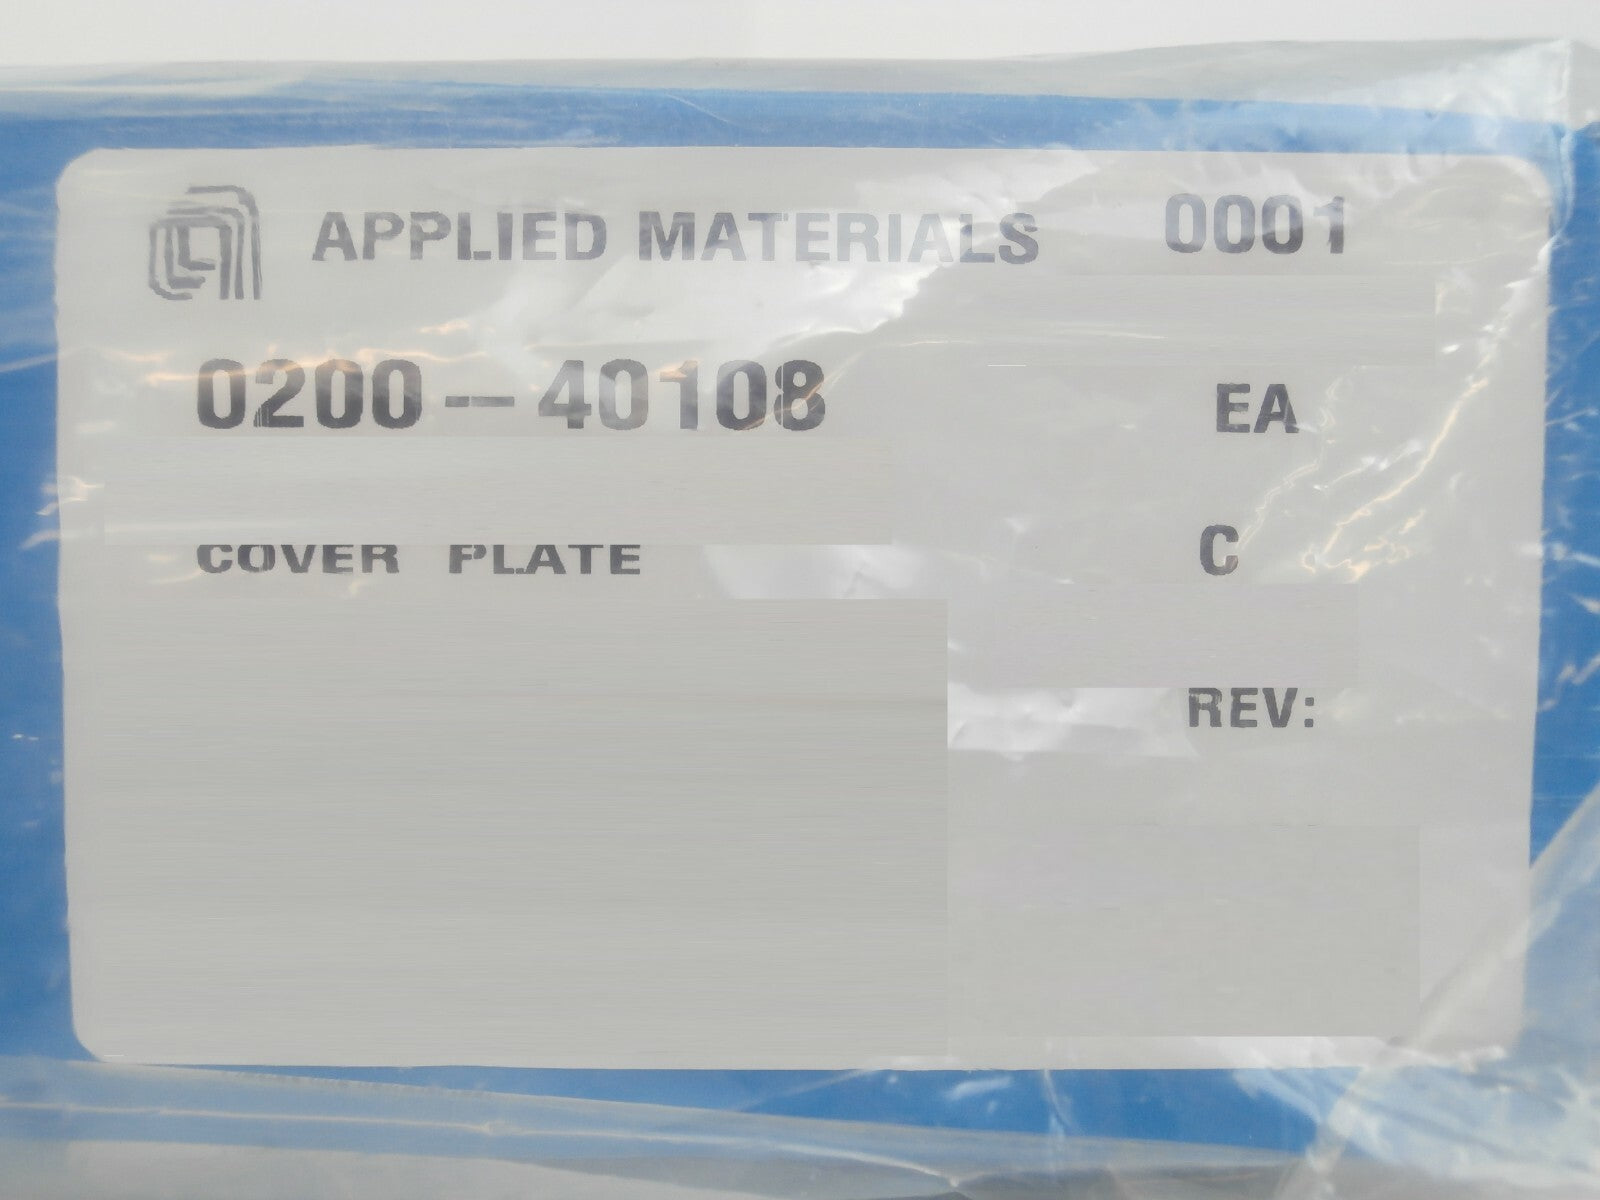 APPLIED MATERIALS 0001
0200-40108 EA
COVER PLATE C
REV: